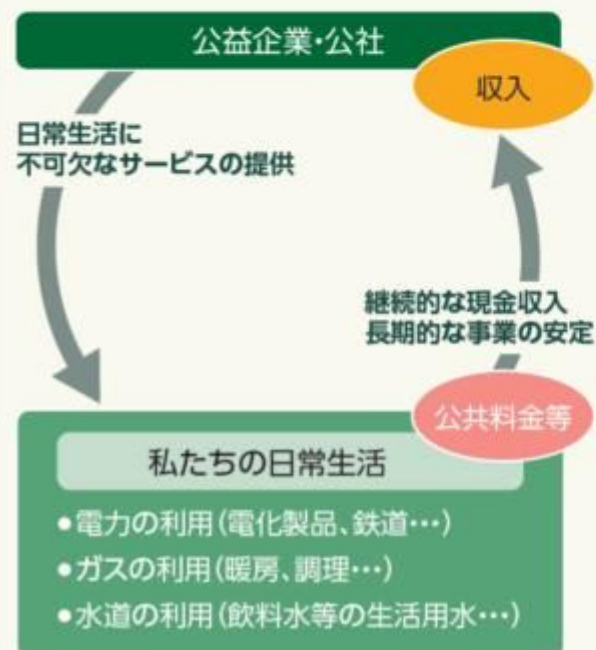 公益企業・公社
収入
日常生活に
不可欠なサービスの提供
継続的な現金収入
長期的な事業の安定
公共料金等
私たちの日常生活
●電力の利用(電化製品、鉄道…)
●ガスの利用(暖房、調理…)
●水道の利用(飲料水等の生活用水…)